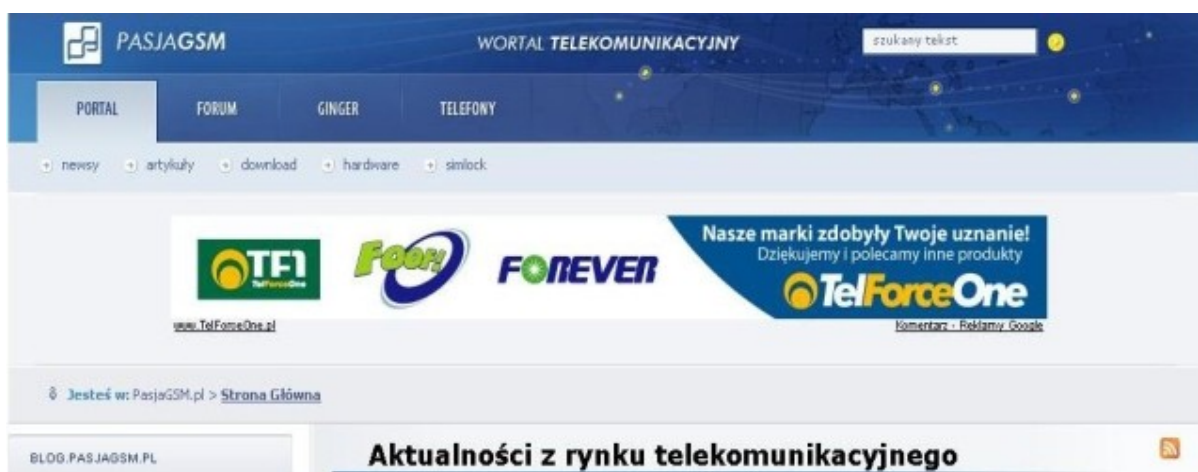 PASJAGSM
WORTAL TELEKOMUNIKACYJNY
szukany tekst
PORTAL
FORUM
GINGER
TELEFONY
newsy
artykuły
download
hardware
simlock
TF1
TelForceOne
FOOF!
FOREVER
Nasze marki zdobyły Twoje uznanie!
Dziękujemy i polecamy inne produkty
TelForceOne
www.TelForceOne.pl
Komentarz - Reklamy Google
Jesteś w: PasjaGSM.pl > Strona Główna
BLOG.PASJAGSM.PL
Aktualności z rynku telekomunikacyjnego